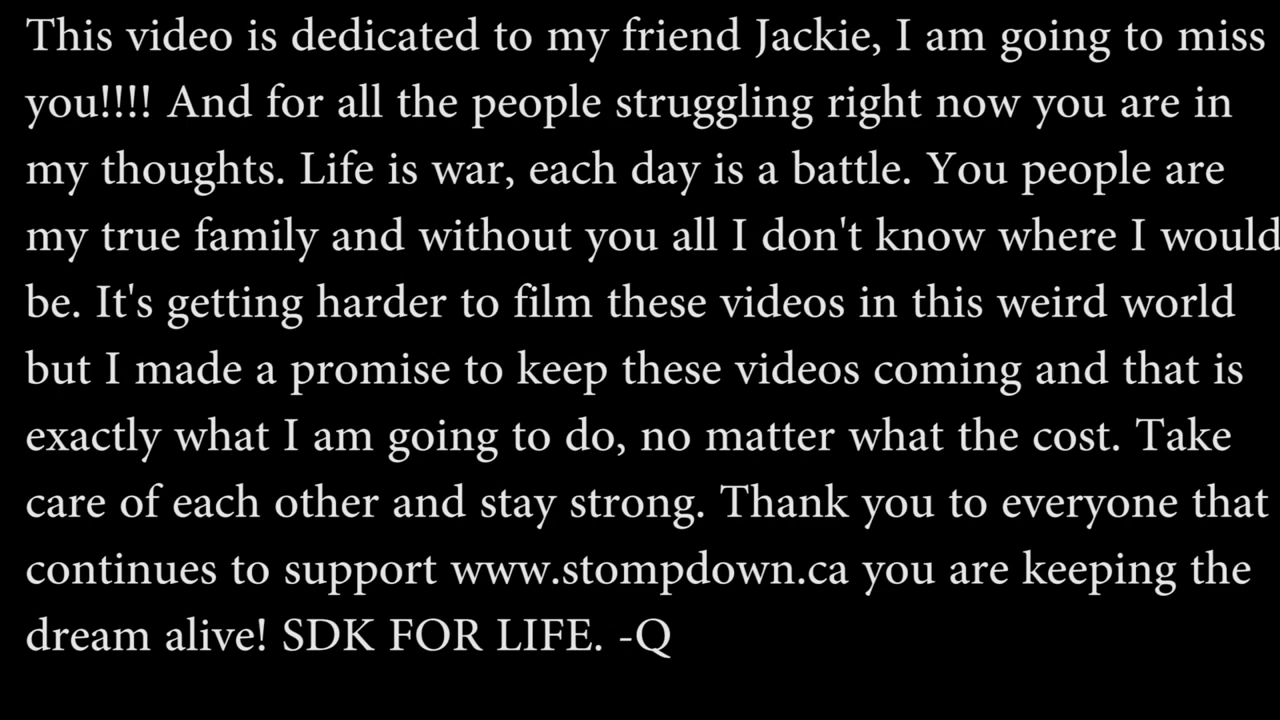 This video is dedicated to my friend Jackie, I am going to miss
you!!!! And for all the people struggling right now you are in
my thoughts. Life is war, each day is a battle. You people are
my true family and without you all I don't know where I would
be. It's getting harder to film these videos in this weird world
but I made a promise to keep these videos coming and that is
exactly what I am going to do, no matter what the cost. Take
care of each other and stay strong. Thank you to everyone that
continues to support www.stompdown.ca you are keeping the
dream alive! SDK FOR LIFE. -Q